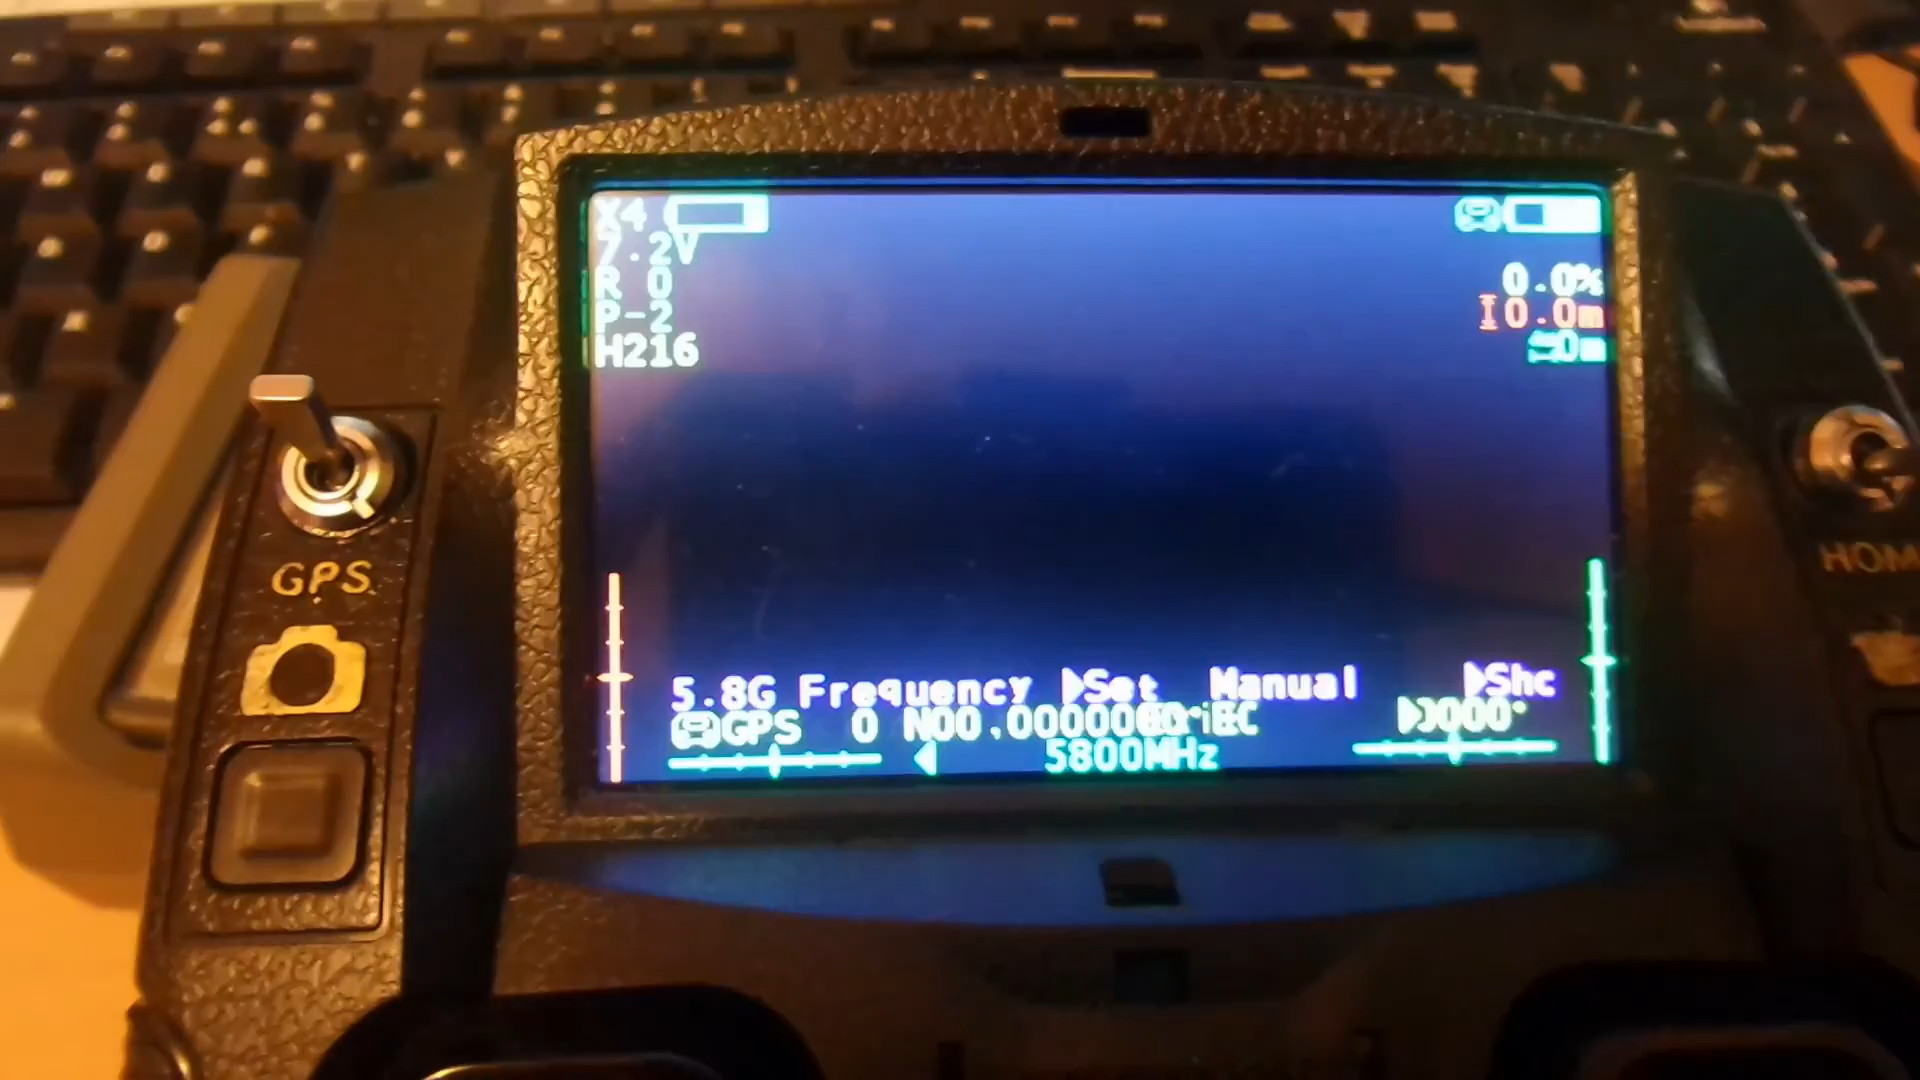 X4
7.2V
R 0
P-2
H216
0.0%
0.0m
0m
GPS
HOM
5.8G Frequency Set Manual Shc
GPS 0
5800MHz